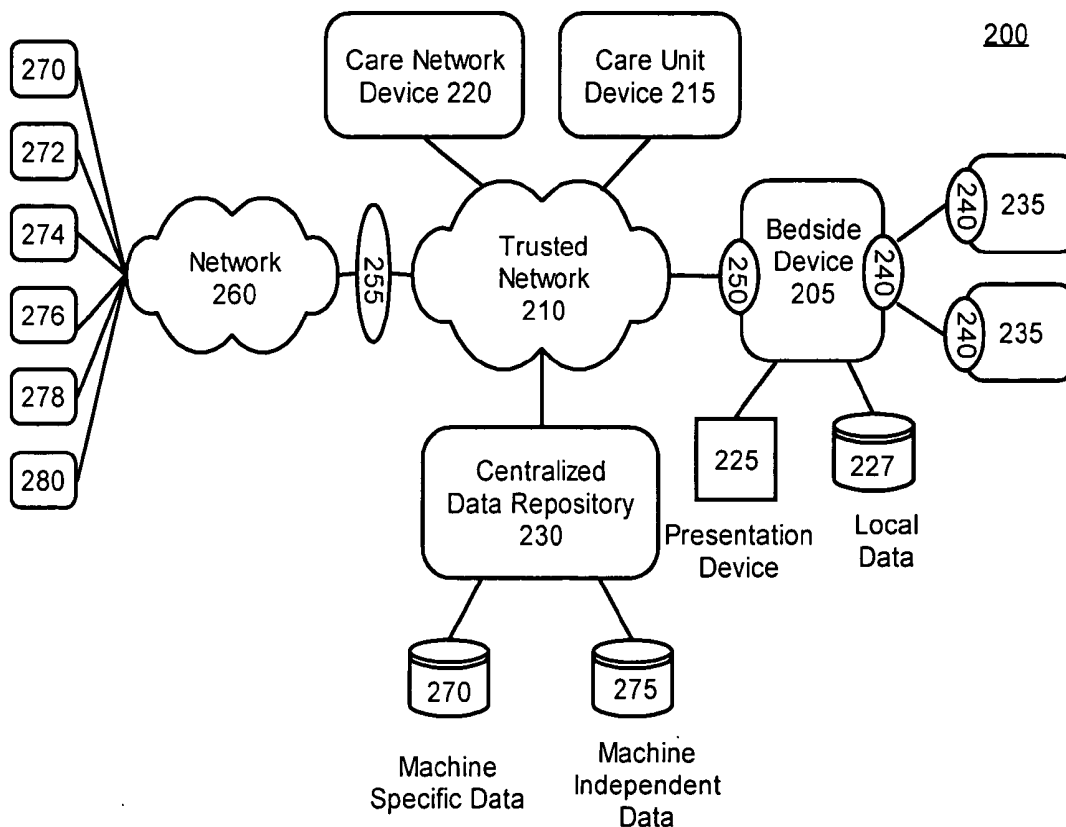 200
270
272
274
276
278
280
Network
260
255
Care Network
Device 220
Care Unit
Device 215
Trusted
Network
210
250
Bedside
Device
205
240
240
235
240
235
225
Presentation
Device
227
Local
Data
Centralized
Data Repository
230
270
Machine
Specific Data
275
Machine
Independent
Data